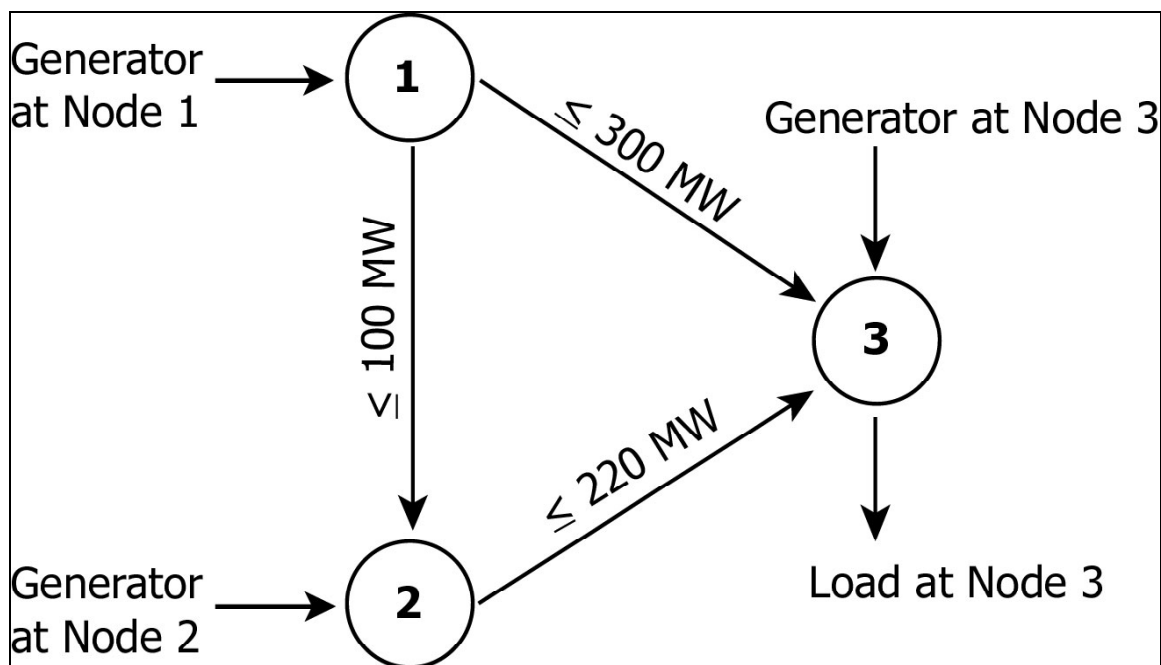 Generator
at Node 1
1
≤ 300 MW
Generator at Node 3
≤ 100 MW
3
≤ 220 MW
Generator
at Node 2
2
Load at Node 3